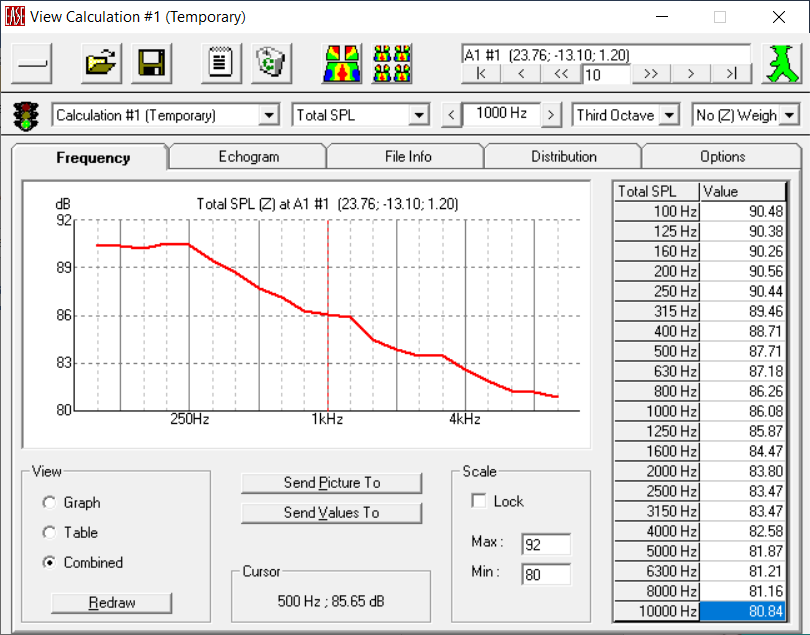 EASE View Calculation #1 (Temporary)
A1 #1 (23.76; -13.10; 1.20)
|< < << 10 >> > >|
Calculation #1 (Temporary) Total SPL < 1000 Hz > Third Octave No (Z) Weigh
Frequency Echogram File Info Distribution Options
dB Total SPL (Z) at A1 #1 (23.76; -13.10; 1.20)
92
89
86
83
80
250Hz 1kHz 4kHz
Total SPL Value
100 Hz 90.48
125 Hz 90.38
160 Hz 90.26
200 Hz 90.56
250 Hz 90.44
315 Hz 89.46
400 Hz 88.71
500 Hz 87.71
630 Hz 87.18
800 Hz 86.26
1000 Hz 86.08
1250 Hz 85.87
1600 Hz 84.47
2000 Hz 83.80
2500 Hz 83.47
3150 Hz 83.47
4000 Hz 82.58
5000 Hz 81.87
6300 Hz 81.21
8000 Hz 81.16
10000 Hz 80.84
View
Graph
Table
Combined
Redraw
Send Picture To
Send Values To
Cursor
500 Hz ; 85.65 dB
Scale
Lock
Max : 92
Min : 80